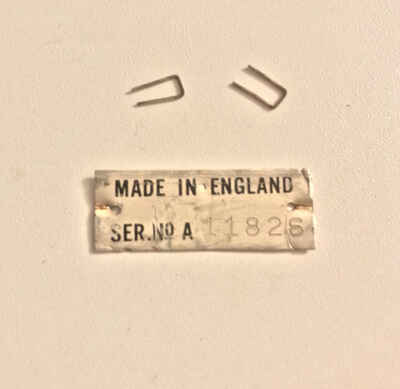 MADE IN ENGLAND
SER.No A 11826